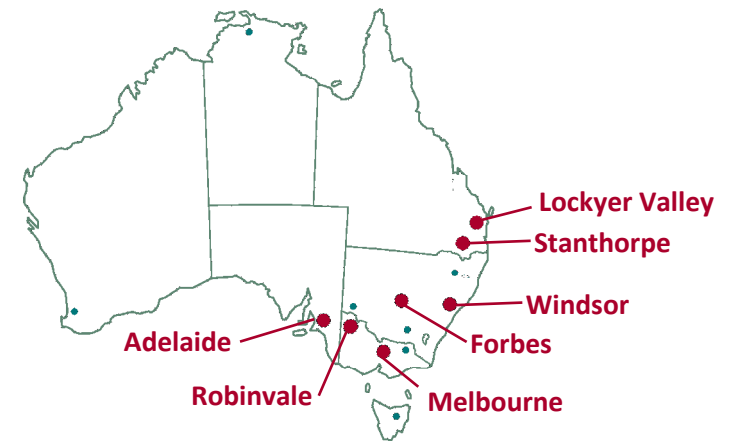 Lockyer Valley
Stanthorpe
Windsor
Forbes
Adelaide
Robinvale
Melbourne